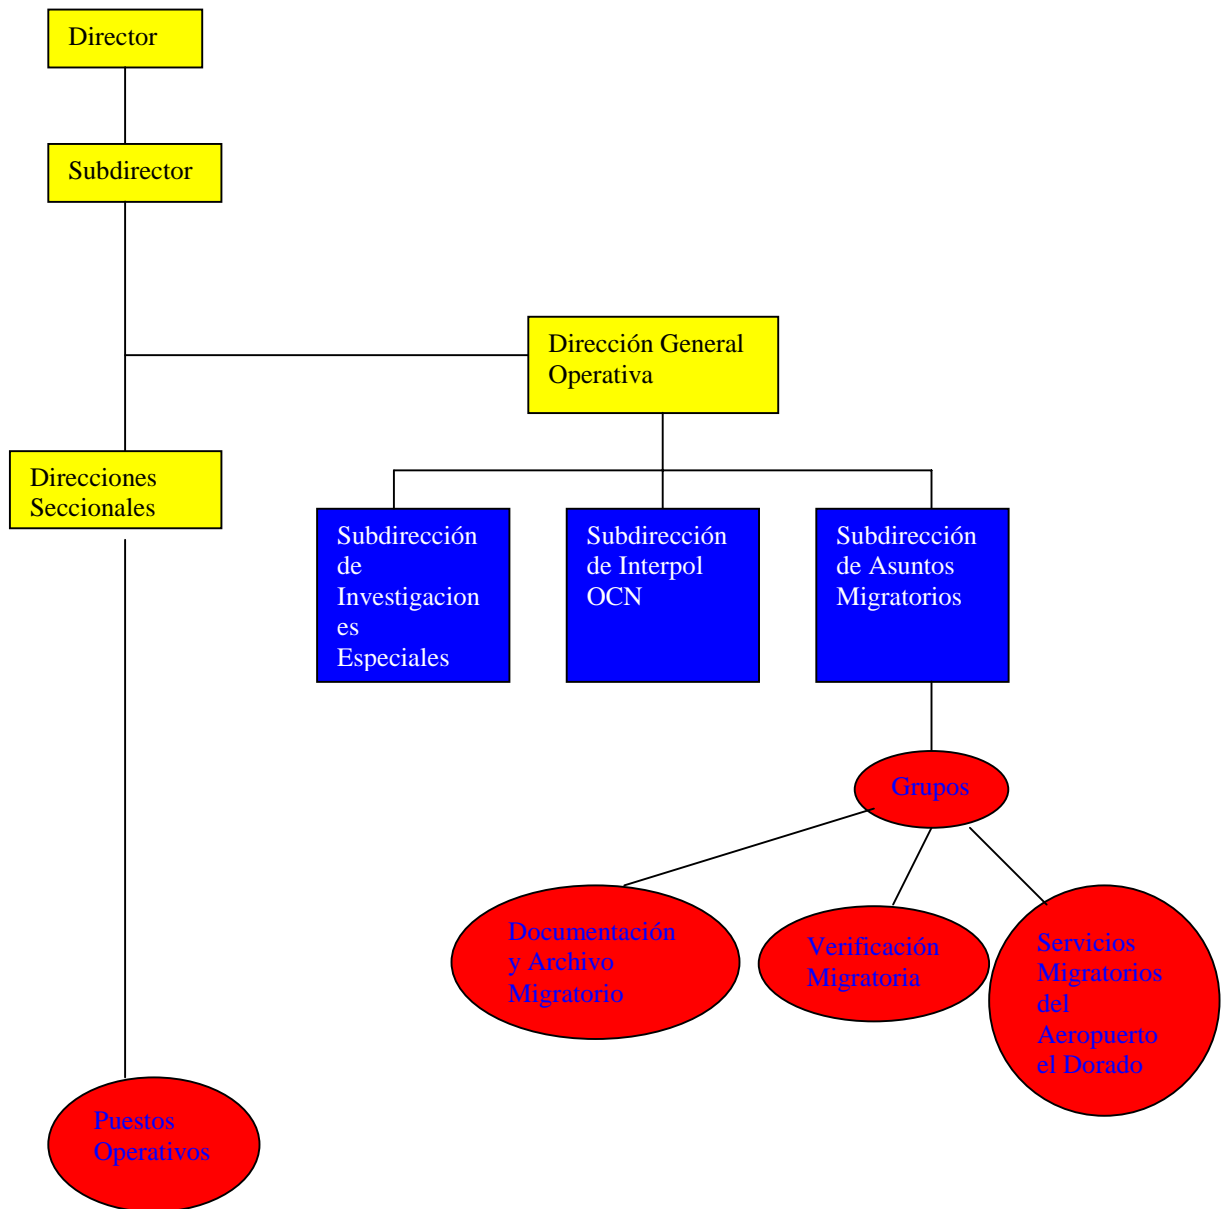 Director
Subdirector
Dirección General
Operativa
Direcciones
Seccionales
Subdirección
de
Investigacion
es
Especiales
Subdirección
de Interpol
OCN
Subdirección
de Asuntos
Migratorios
Grupos
Documentación
y Archivo
Migratorio
Verificación
Migratoria
Servicios
Migratorios
del
Aeropuerto
el Dorado
Puestos
Operativos